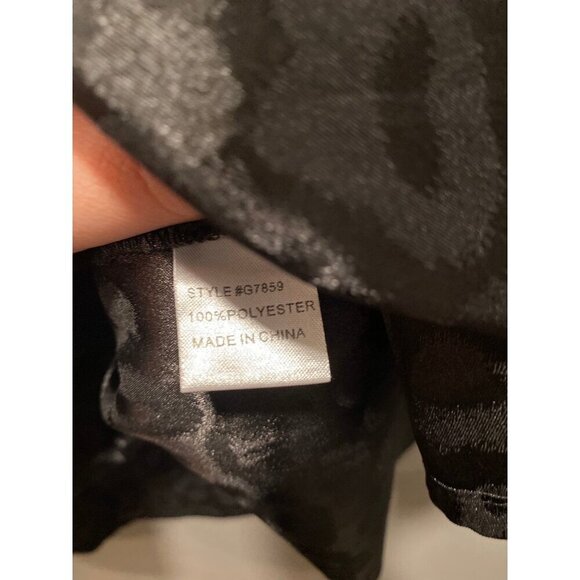 STYLE #G7859
100%POLYESTER
MADE IN CHINA